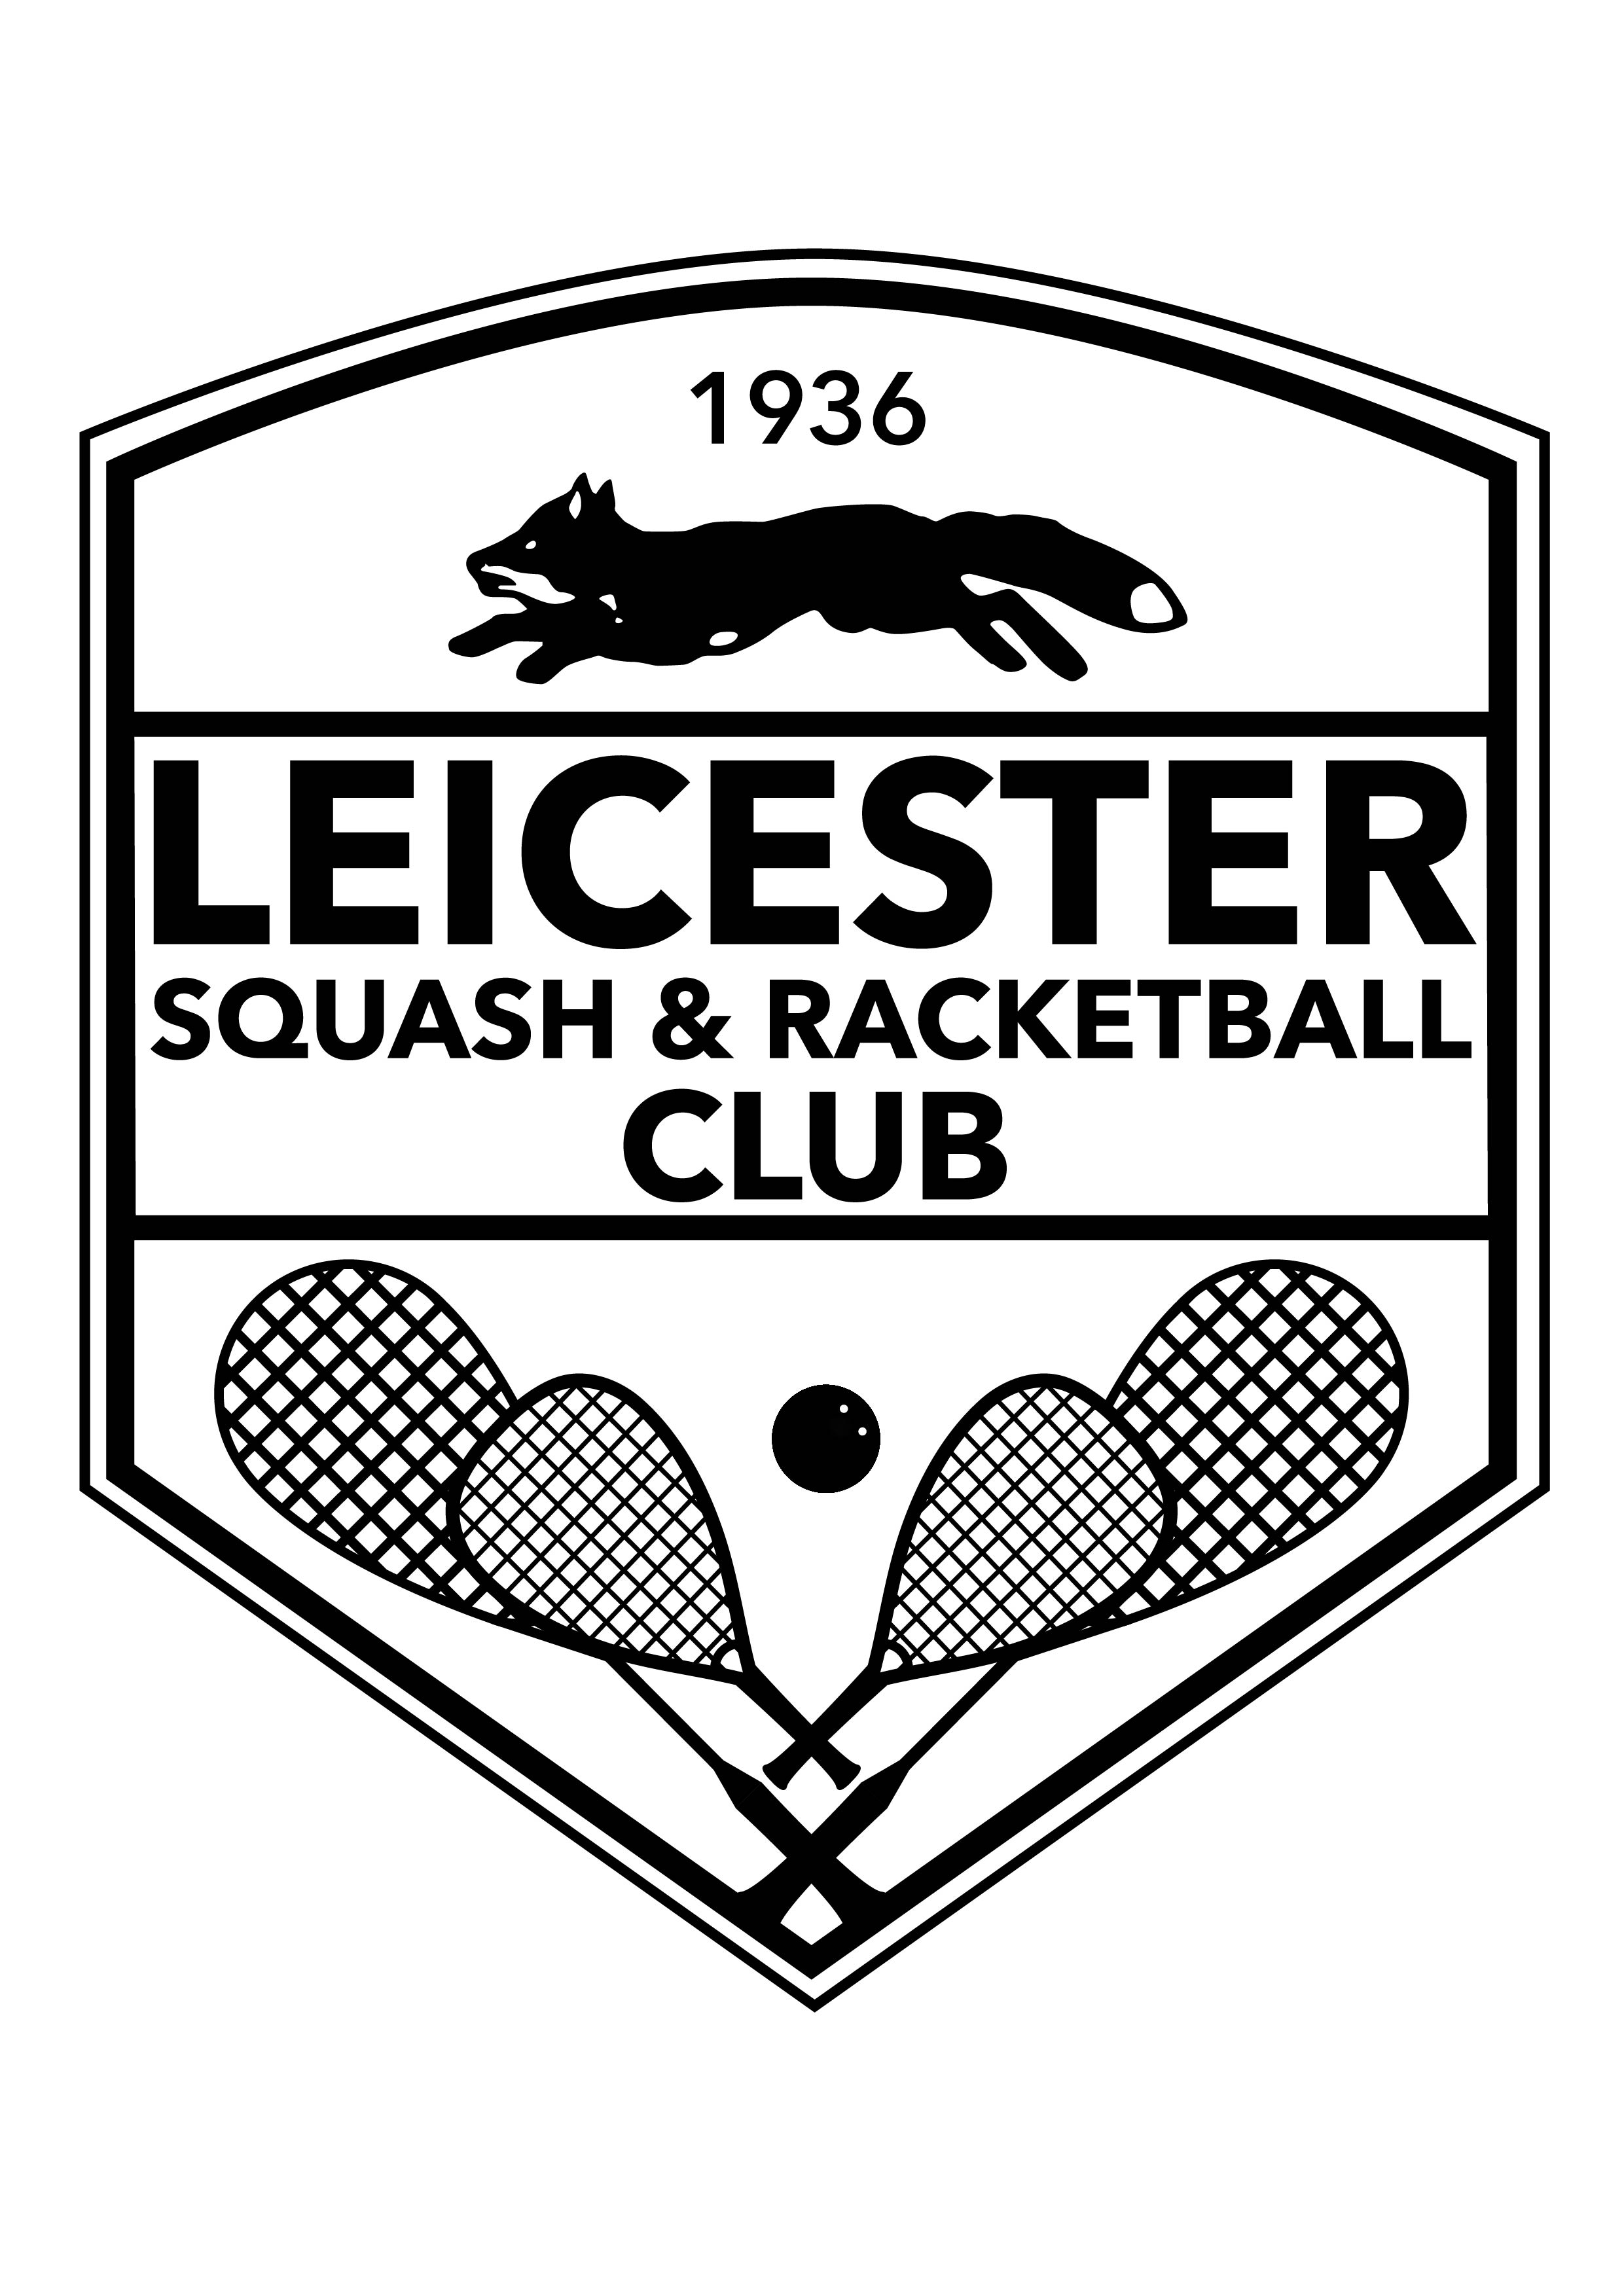 1936
LEICESTER
SQUASH & RACKETBALL
CLUB